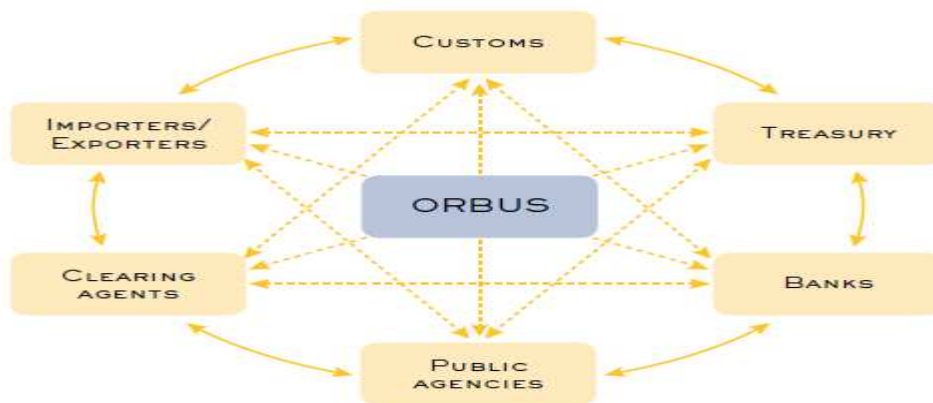 Customs
Importers/
Exporters
Treasury
ORBUS
Clearing
agents
Banks
Public
agencies